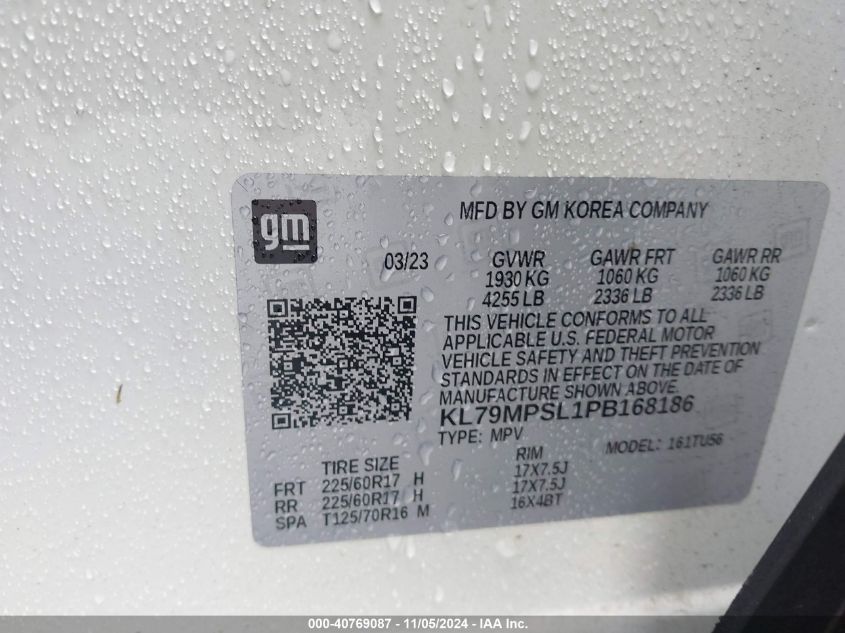 gm
MFD BY GM KOREA COMPANY
03/23
GVWR GAWR FRT GAWR RR
1930 KG 1060 KG 1060 KG
4255 LB 2336 LB 2336 LB
THIS VEHICLE CONFORMS TO ALL
APPLICABLE U.S. FEDERAL MOTOR
VEHICLE SAFETY AND THEFT PREVENTION
STANDARDS IN EFFECT ON THE DATE OF
MANUFACTURE SHOWN ABOVE.
KL79MPSL1PB168186
TYPE: MPV MODEL: 161TU56
TIRE SIZE RIM
FRT 225/60R17 H 17X7.5J
RR 225/60R17 H 17X7.5J
SPA T125/70R16 M 16X4BT
000-40769087 - 11/05/2024 - IAA Inc.